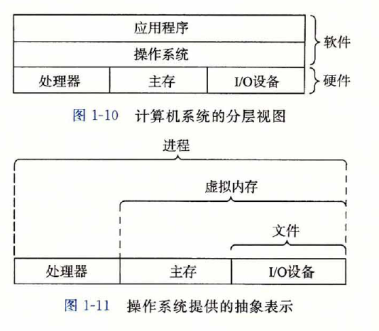 应用程序
操作系统
软件
处理器 主存 I/O设备
硬件
图 1-10 计算机系统的分层视图
进程
虚拟内存
文件
处理器 主存 I/O设备
图 1-11 操作系统提供的抽象表示